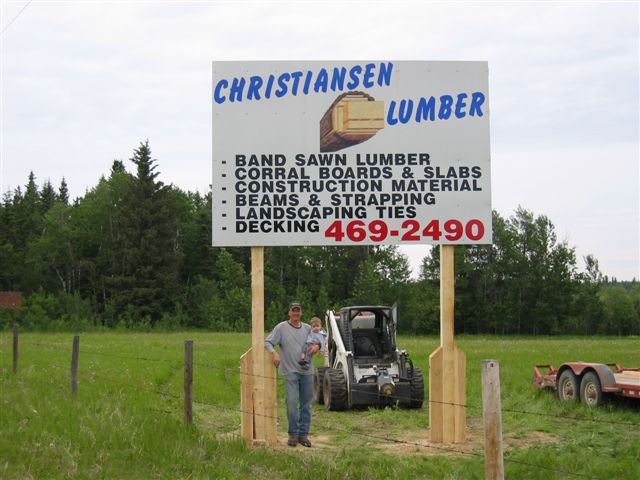 CHRISTIANSEN
LUMBER
- BAND SAWN LUMBER
- CORRAL BOARDS & SLABS
- CONSTRUCTION MATERIAL
- BEAMS & STRAPPING
- LANDSCAPING TIES
- DECKING 469-2490